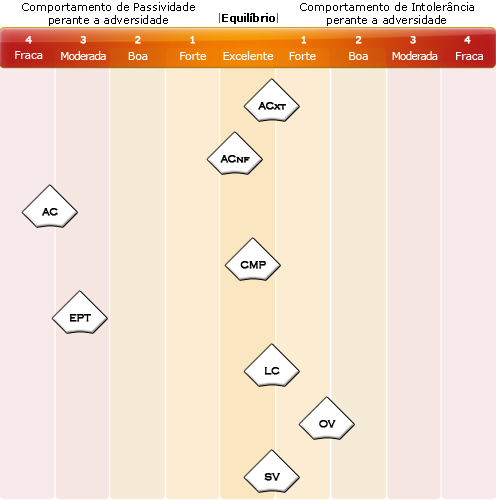 Comportamento de Passividade
perante a adversidade
|Equilíbrio|
Comportamento de Intolerância
perante a adversidade
4 3 2 1 1 2 3 4
Fraca Moderada Boa Forte Excelente Forte Boa Moderada Fraca
ACXT
ACNF
AC
CMP
EPT
LC
OV
SV